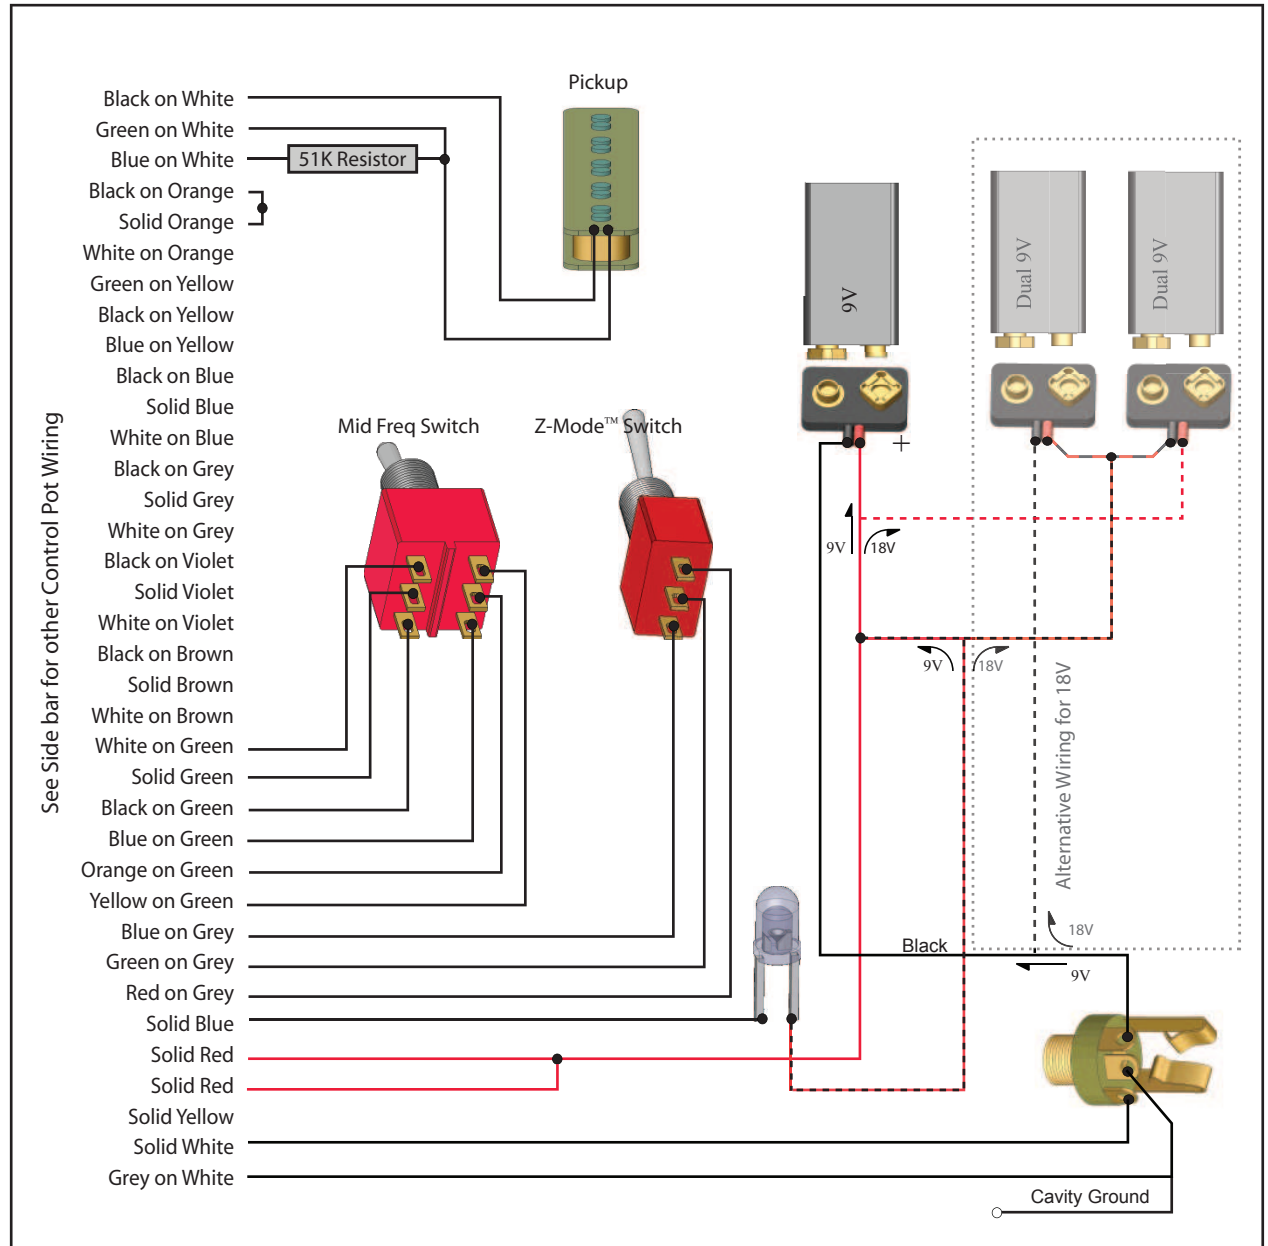 Pickup
Black on White
Green on White
Blue on White
51K Resistor
Black on Orange
Solid Orange
White on Orange
Green on Yellow
Black on Yellow
Blue on Yellow
Black on Blue
Solid Blue
White on Blue
Black on Grey
Solid Grey
White on Grey
Black on Violet
Solid Violet
White on Violet
Black on Brown
Solid Brown
White on Brown
White on Green
Solid Green
Black on Green
Blue on Green
Orange on Green
Yellow on Green
Blue on Grey
Green on Grey
Red on Grey
Solid Blue
Solid Red
Solid Red
Solid Yellow
Solid White
Grey on White
See Side bar for other Control Pot Wiring
Mid Freq Switch
Z-Mode™ Switch
9V
Dual 9V
Dual 9V
+
9V
18V
9V
18V
Alternative Wiring for 18V
18V
Black
9V
Cavity Ground